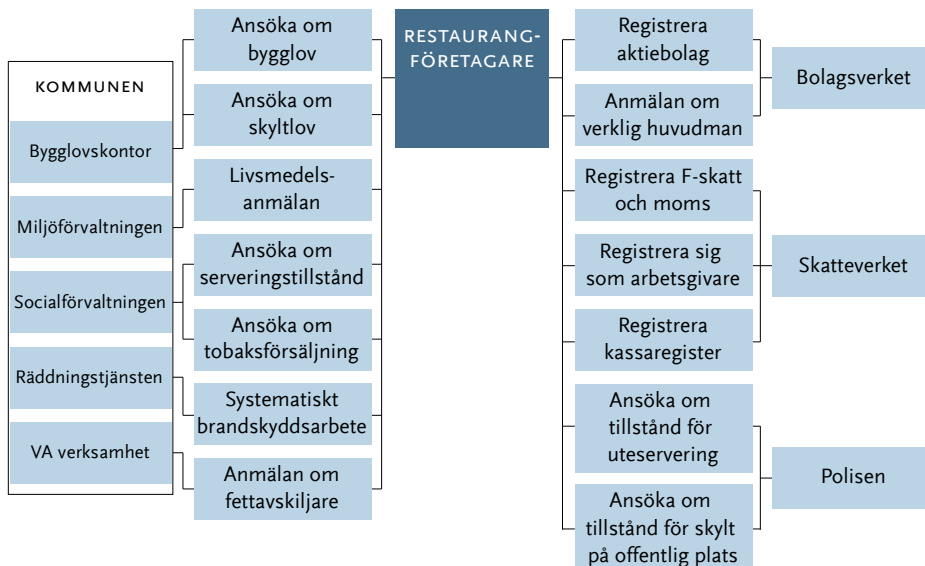 KOMMUNEN
Bygglovskontor
Miljöförvaltningen
Socialförvaltningen
Räddningstjänsten
VA verksamhet
Ansöka om
bygglov
Ansöka om
skyltlov
Livsmedels-
anmälan
Ansöka om
serveringstillstånd
Ansöka om
tobaksförsäljning
Systematiskt
brandskyddsarbete
Anmälan om
fettavskiljare
RESTAURANG-
FÖRETAGARE
Registrera
aktiebolag
Anmälan om
verklig huvudman
Registrera F-skatt
och moms
Registrera sig
som arbetsgivare
Registrera
kassaregister
Ansöka om
tillstånd för
uteservering
Ansöka om
tillstånd för skylt
på offentlig plats
Bolagsverket
Skatteverket
Polisen